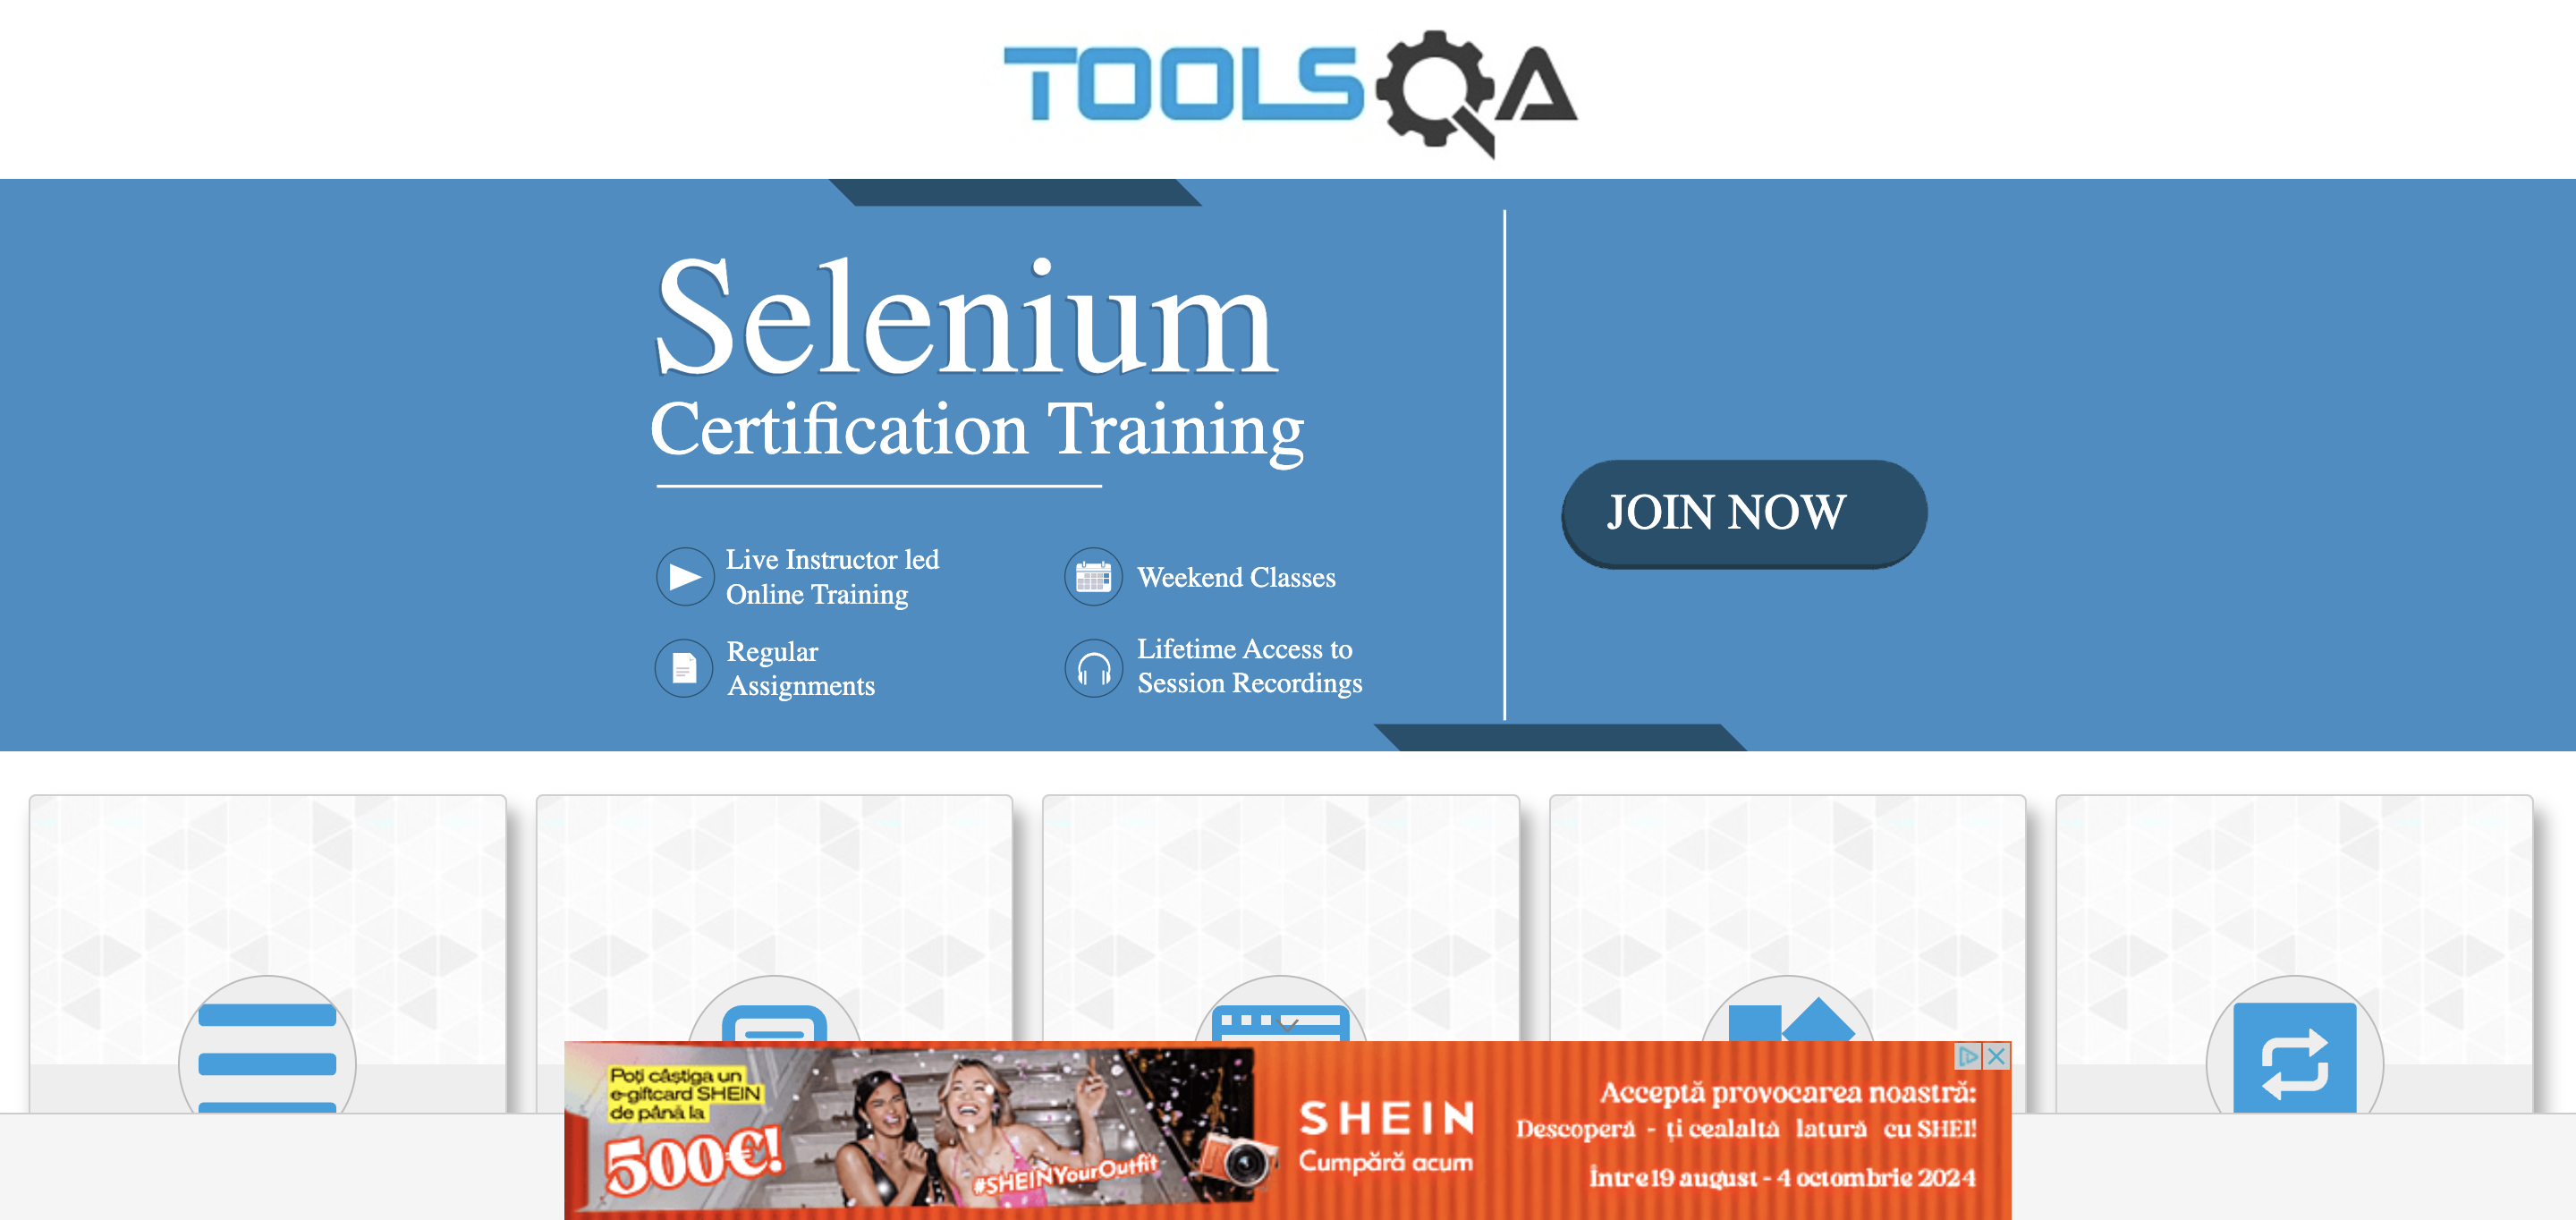 TOOLSQA
Selenium
Certification Training
JOIN NOW
Live Instructor led
Online Training
Weekend Classes
Regular
Assignments
Lifetime Access to
Session Recordings
Poți câștiga un
e-giftcard SHEIN
de până la
500€!
#SHEINYourOutfit
SHEIN
Cumpără acum
Acceptă provocarea noastră:
Descoperă - ți cealaltă latură cu SHEI!
Între 19 august - 4 octombrie 2024